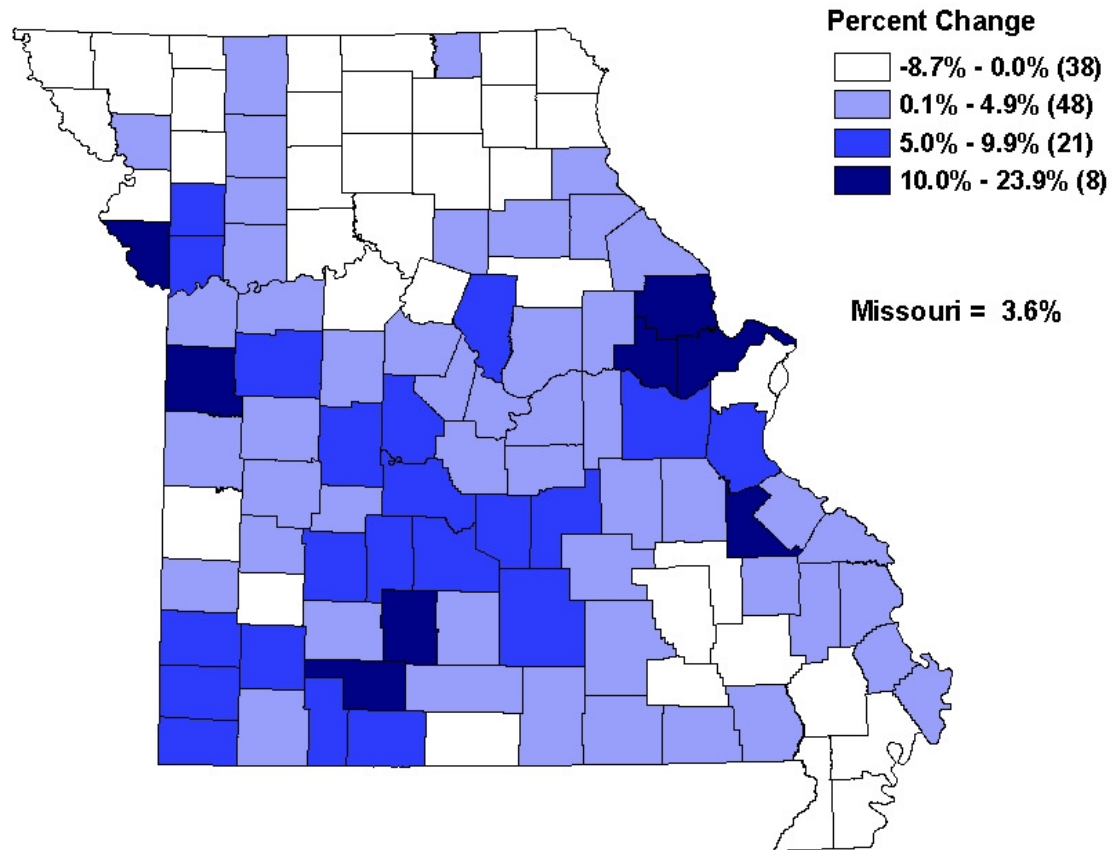 Percent Change
-8.7% - 0.0% (38)
0.1% - 4.9% (48)
5.0% - 9.9% (21)
10.0% - 23.9% (8)
Missouri = 3.6%